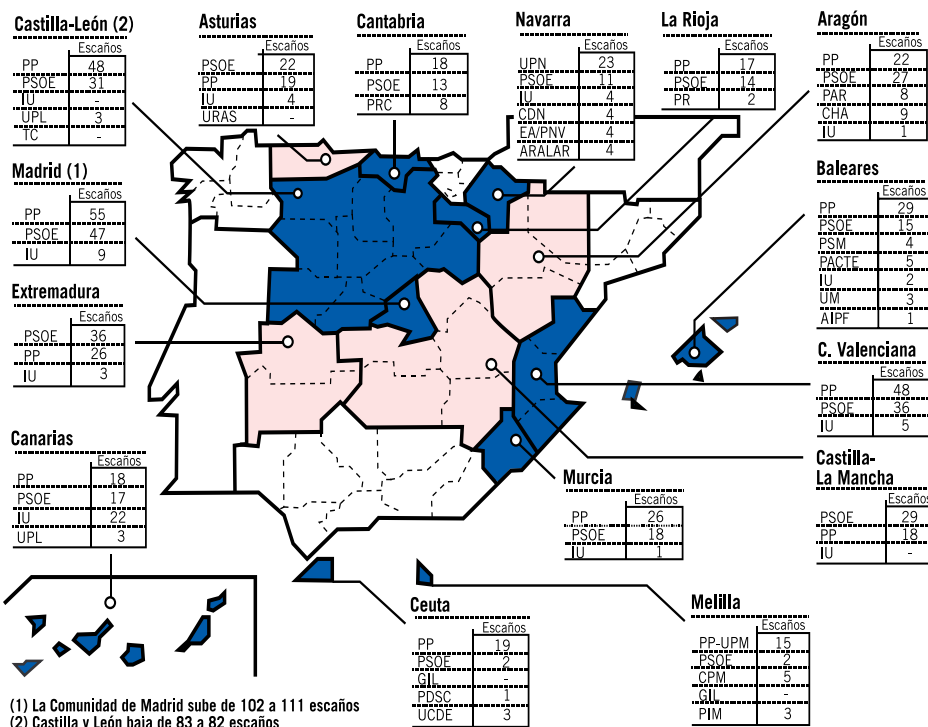 Castilla-León (2)
Escaños
PP 48
PSOE 31
IU -
UPL 3
TC -
Asturias
Escaños
PSOE 22
PP 19
IU 4
URAS -
Cantabria
Escaños
PP 18
PSOE 13
PRC 8
Navarra
Escaños
UPN 23
PSOE 11
IU 4
CDN 4
EA/PNV 4
ARALAR 4
La Rioja
Escaños
PP 17
PSOE 14
PR 2
Aragón
Escaños
PP 22
PSOE 27
PAR 8
CHA 9
IU 1
Madrid (1)
Escaños
PP 55
PSOE 47
IU 9
Baleares
Escaños
PP 29
PSOE 15
PSM 4
PACTE 5
IU 2
UM 3
AIPF 1
Extremadura
Escaños
PSOE 36
PP 26
IU 3
C. Valenciana
Escaños
PP 48
PSOE 36
IU 5
Canarias
Escaños
PP 18
PSOE 17
IU 22
UPL 3
Murcia
Escaños
PP 26
PSOE 18
IU 1
Castilla-
La Mancha
Escaños
PSOE 29
PP 18
IU -
Ceuta
Escaños
PP 19
PSOE 2
GIL -
PDSC 1
UCDE 3
Melilla
Escaños
PP-UPM 15
PSOE 2
CPM 5
GIL -
PIM 3
(1) La Comunidad de Madrid sube de 102 a 111 escaños
(2) Castilla y León baja de 83 a 82 escaños